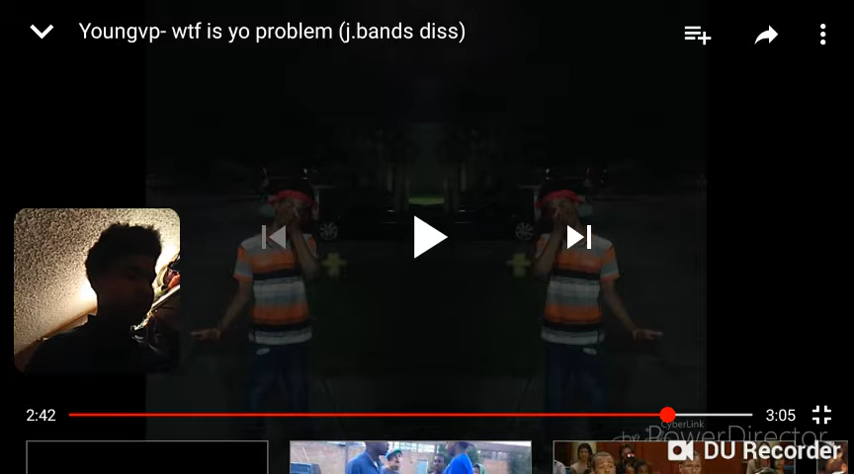 Youngvp- wtf is yo problem (j.bands diss)
2:42
3:05
CyberLink
PowerDirector
DU Recorder